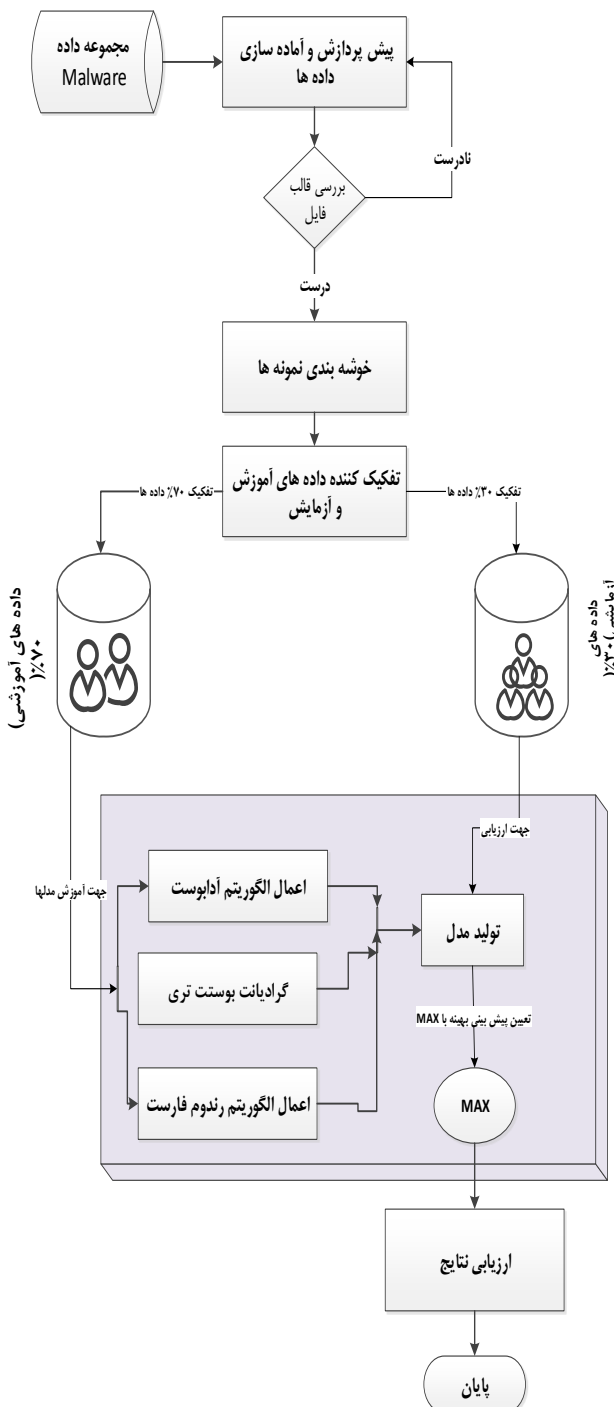 مجموعه داده
Malware
پیش پردازش و آماده سازی
داده ها
نادرست
بررسی قالب
فایل
درست
خوشه بندی نمونه ها
تفکیک کننده داده های آموزش
و آزمایش
تفکیک ۷۰٪ داده ها
تفکیک ۳۰٪ داده ها
داده های آموزشی)
۷۰٪(
داده های
آزمایشی)۳۰٪(
جهت ارزیابی
جهت آموزش مدلها
اعمال الگوریتم آدابوست
تولید مدل
گرادیانت بوستت تری
تعیین پیش بینی بهینه با MAX
اعمال الگوریتم رندوم فارست
MAX
ارزیابی نتایج
پایان